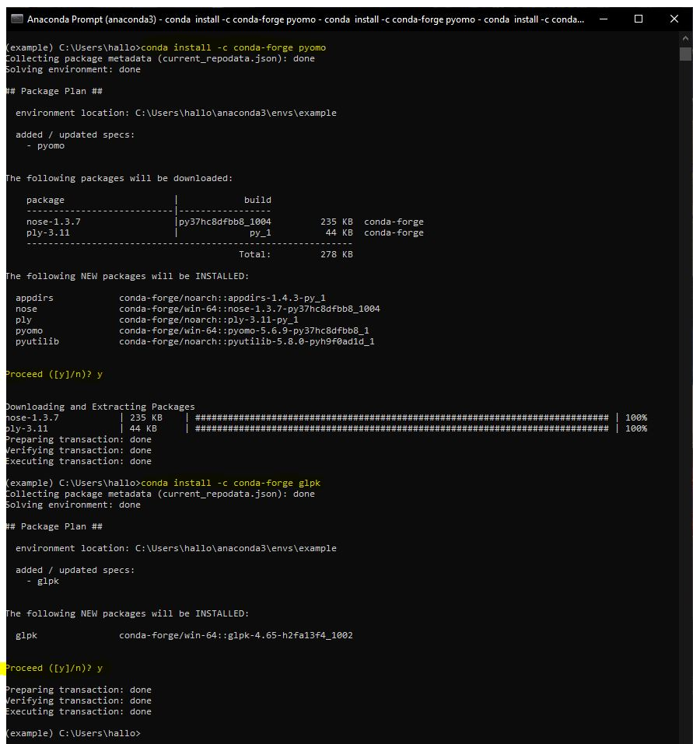 Anaconda Prompt (anaconda3) - conda  install -c conda-forge pyomo - conda  install -c conda-forge pyomo - conda  install -c conda-forge pyomo - conda...
(example) C:\Users\hallo>conda install -c conda-forge pyomo
Collecting package metadata (current_repodata.json): done
Solving environment: done
## Package Plan ##
environment location: C:\Users\hallo\anaconda3\envs\example
added / updated specs:
- pyomo
The following packages will be downloaded:
package                    |            build
---------------------------|-----------------
nose-1.3.7                 |py37hc8dfbb8_1004         235 KB  conda-forge
ply-3.11                   |             py_1          44 KB  conda-forge
------------------------------------------------------------
Total:         278 KB
The following NEW packages will be INSTALLED:
appdirs            conda-forge/noarch::appdirs-1.4.3-py_1
nose               conda-forge/win-64::nose-1.3.7-py37hc8dfbb8_1004
ply                conda-forge/noarch::ply-3.11-py_1
pyomo              conda-forge/win-64::pyomo-5.6.9-py37hc8dfbb8_1
pyutilib           conda-forge/noarch::pyutilib-5.8.0-pyh9f0ad1d_1
Proceed ([y]/n)? y
Downloading and Extracting Packages
nose-1.3.7           | 235 KB    | ########################################################################### | 100%
ply-3.11             | 44 KB     | ########################################################################### | 100%
Preparing transaction: done
Verifying transaction: done
Executing transaction: done
(example) C:\Users\hallo>conda install -c conda-forge glpk
Collecting package metadata (current_repodata.json): done
Solving environment: done
## Package Plan ##
environment location: C:\Users\hallo\anaconda3\envs\example
added / updated specs:
- glpk
The following NEW packages will be INSTALLED:
glpk               conda-forge/win-64::glpk-4.65-h2fa13f4_1002
Proceed ([y]/n)? y
Preparing transaction: done
Verifying transaction: done
Executing transaction: done
(example) C:\Users\hallo>